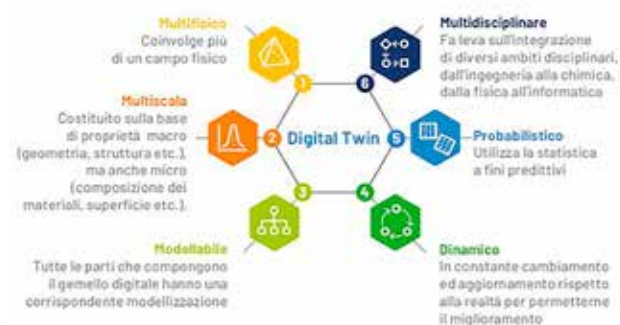 Multifisico
Coinvolge più
di un campo fisico
1
Multiscala
Costituito sulla base
di proprietà macro
(geometria, struttura etc.),
ma anche micro
(composizione dei
materiali, superficie etc.).
2
Modellabile
Tutte le parti che compongono
il gemello digitale hanno una
corrispondente modellizzazione
3
Digital Twin
Dinamico
In constante cambiamento
ed aggiornamento rispetto
alla realtà per permetterne
il miglioramento
4
Probabilistico
Utilizza la statistica
a fini predittivi
5
Multidisciplinare
Fa leva sull'integrazione
di diversi ambiti disciplinari,
dall'ingegneria alla chimica,
dalla fisica all'informatica
6